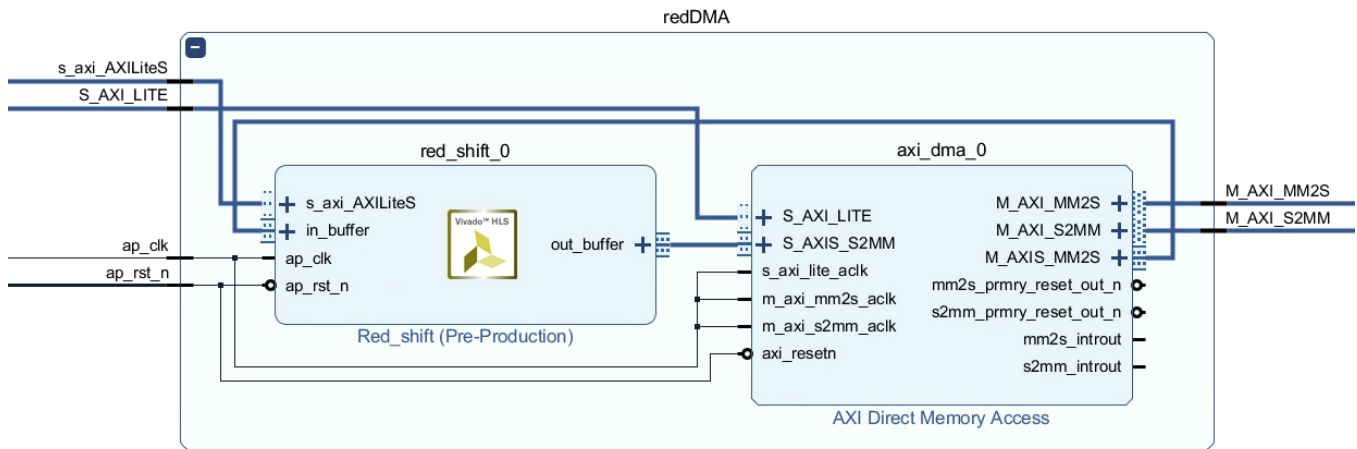 redDMA
s_axi_AXILiteS
S_AXI_LITE
red_shift_0
s_axi_AXILiteS
in_buffer
ap_clk
ap_rst_n
Vivado™ HLS
out_buffer
Red_shift (Pre-Production)
ap_clk
ap_rst_n
axi_dma_0
S_AXI_LITE
S_AXIS_S2MM
s_axi_lite_aclk
m_axi_mm2s_aclk
m_axi_s2mm_aclk
axi_resetn
M_AXI_MM2S
M_AXI_S2MM
M_AXIS_MM2S
mm2s_prmry_reset_out_n
s2mm_prmry_reset_out_n
mm2s_introut
s2mm_introut
AXI Direct Memory Access
M_AXI_MM2S
M_AXI_S2MM